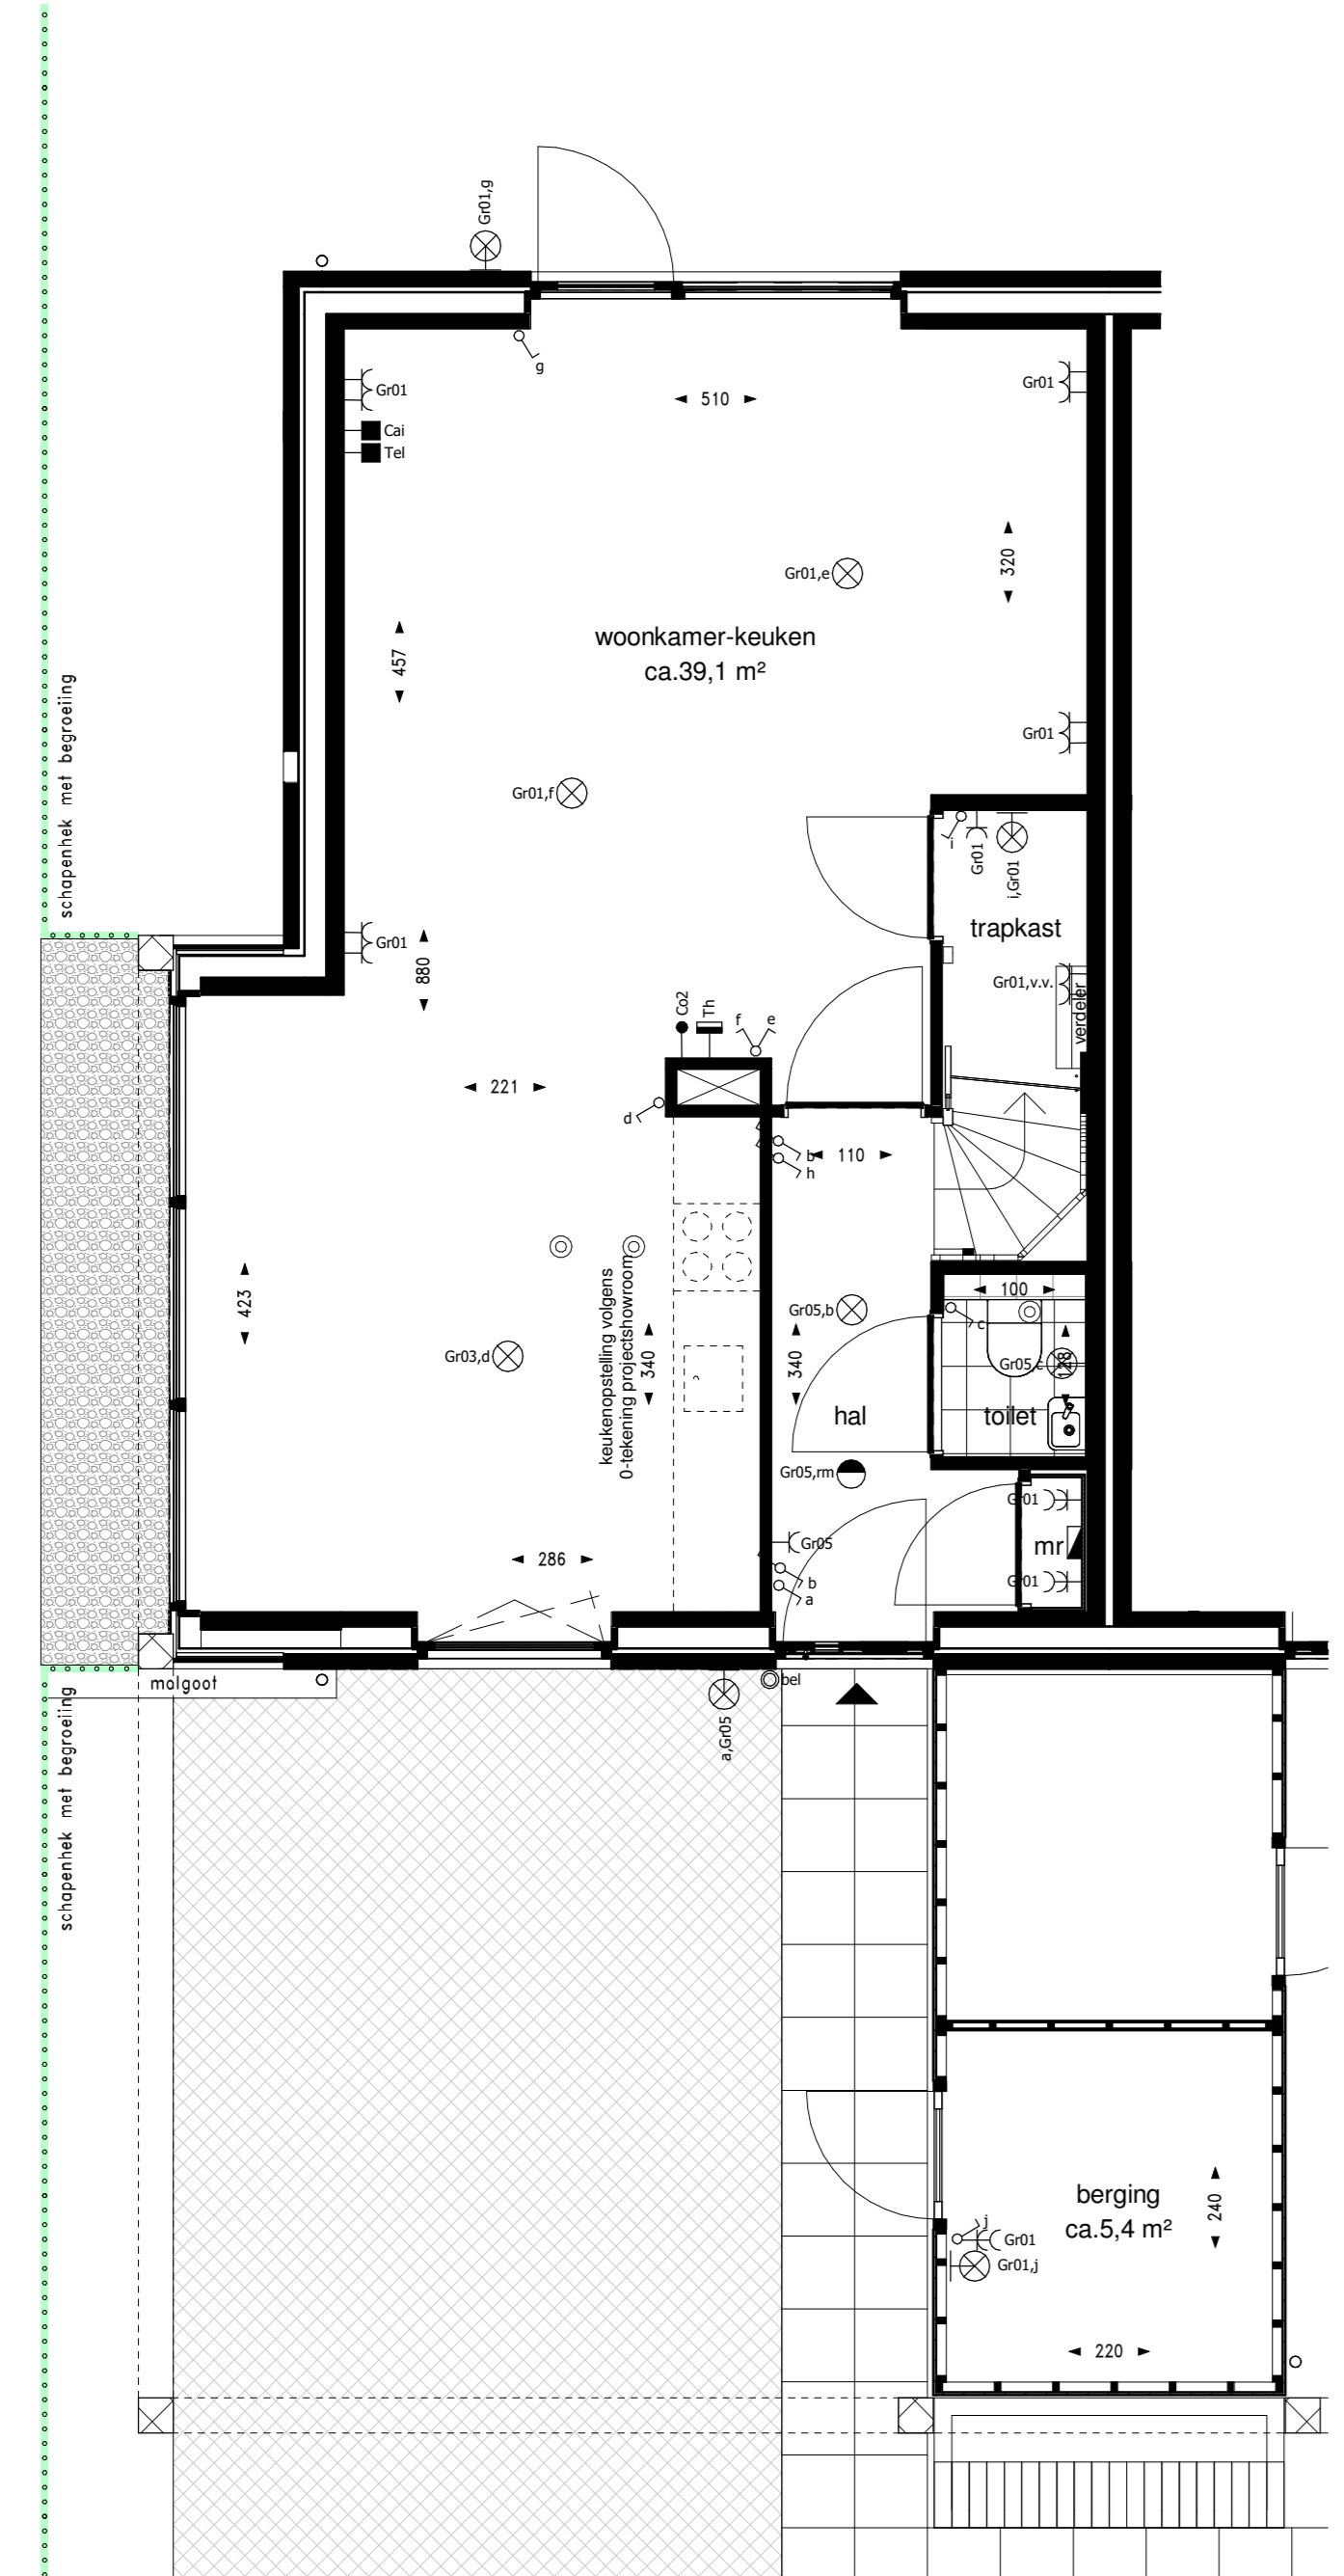 Gr01,g
g
Gr01
Cai
Tel
510
Gr01
320
Gr01,e
woonkamer-keuken
ca.39,1 m²
457
schapenhek met begroeiing
Gr01
Gr01,f
i
Gr01
i,Gr01
trapkast
Gr01
880
Gr01,v.v.
verdeler
Co2
Th
f
e
221
d
b
h
110
423
keukenopstelling volgens
0-tekening projectshowroom
340
Gr05,b
340
100
c
Gr05,c
128
Gr03,d
hal
toilet
Gr05,rm
Gr01
Gr05
mr
286
b
a
Gr01
molgoot
bel
a,Gr05
schapenhek met begroeiing
berging
ca.5,4 m²
240
j
Gr01
Gr01,j
220